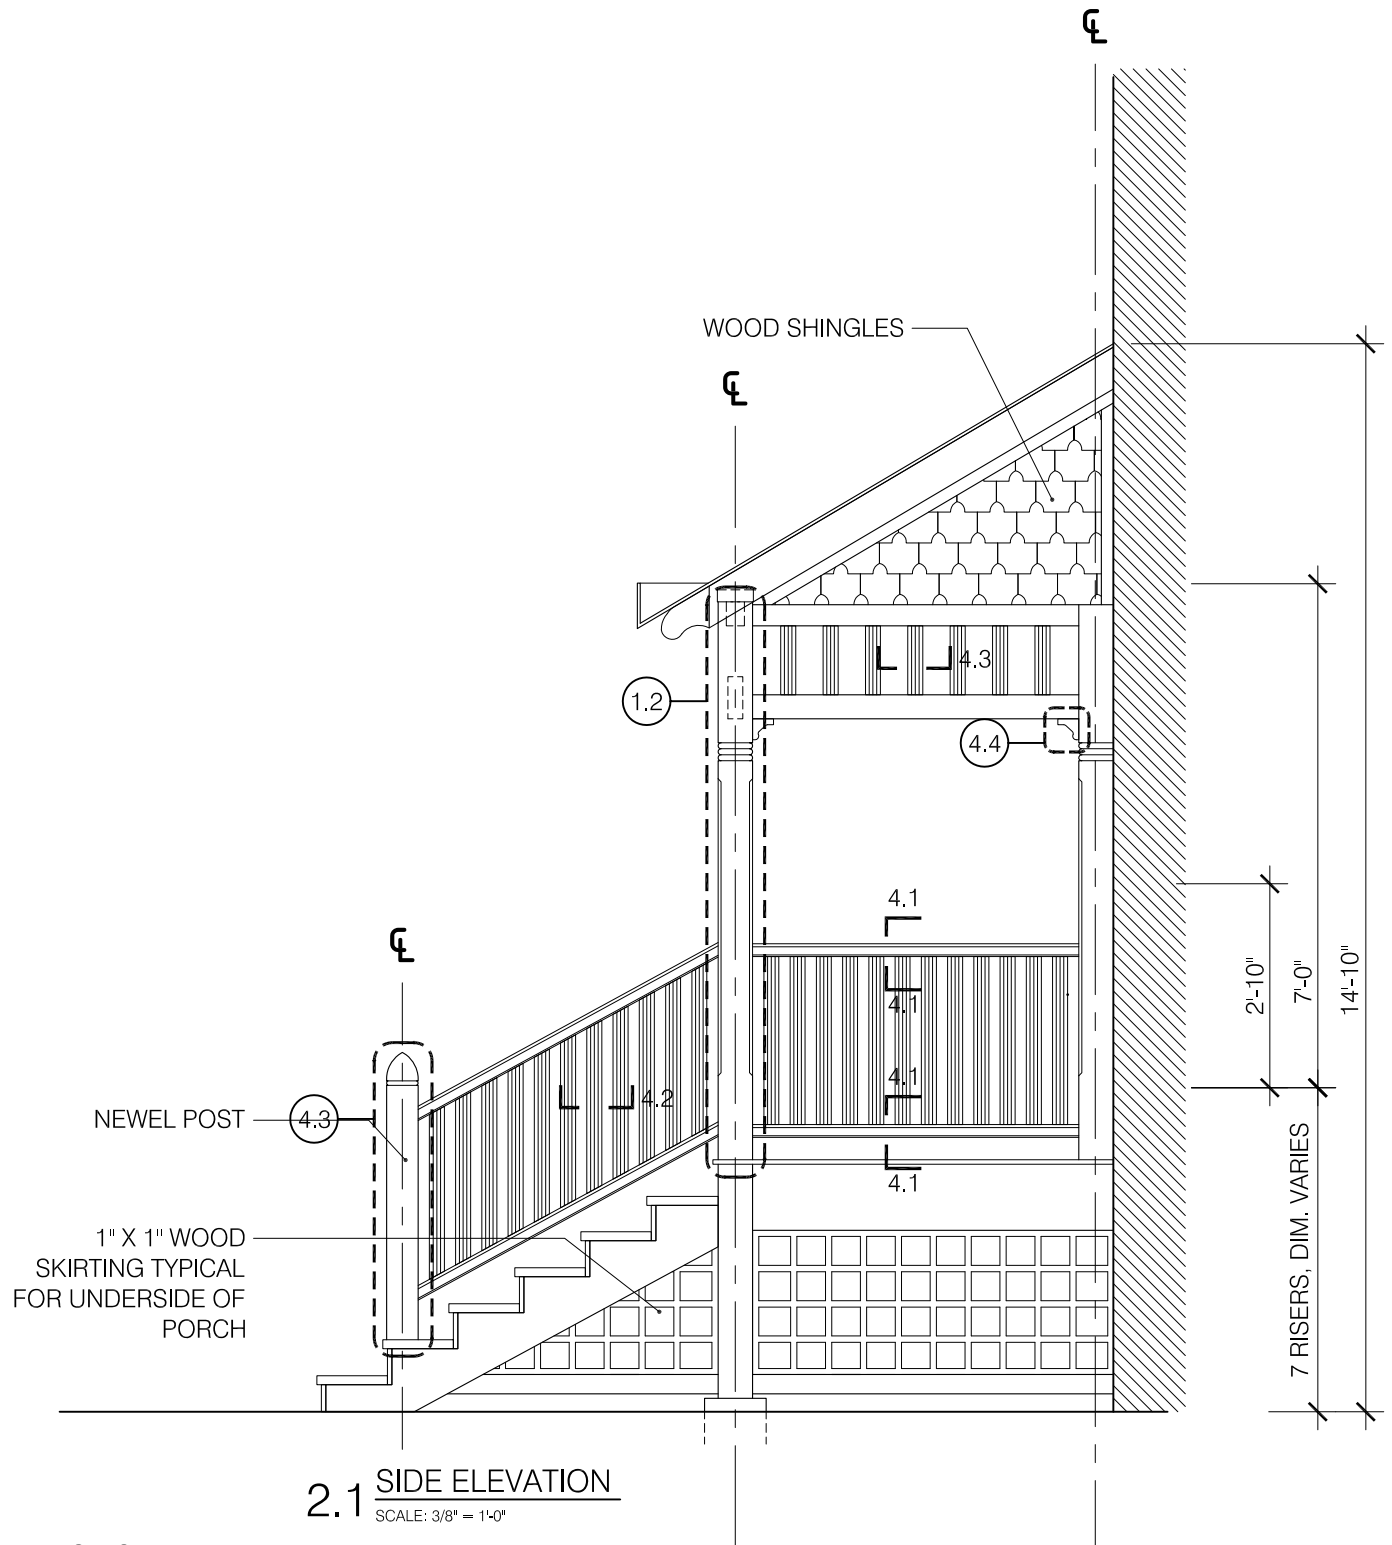 ℄
WOOD SHINGLES
℄
4.3
1.2
4.4
4.1
℄
4.1
2'-10"
7'-0"
14'-10"
4.1
4.2
NEWEL POST
4.3
4.1
7 RISERS, DIM. VARIES
1" X 1" WOOD
SKIRTING TYPICAL
FOR UNDERSIDE OF
PORCH
2.1 SIDE ELEVATION
SCALE: 3/8" = 1'-0"